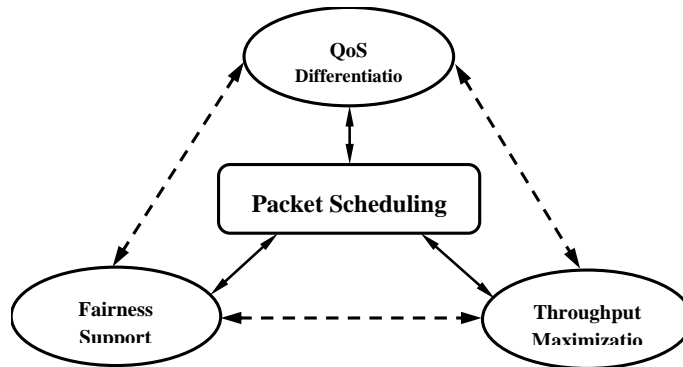 QoS
Differentiatio
Packet Scheduling
Fairness
Support
Throughput
Maximizatio